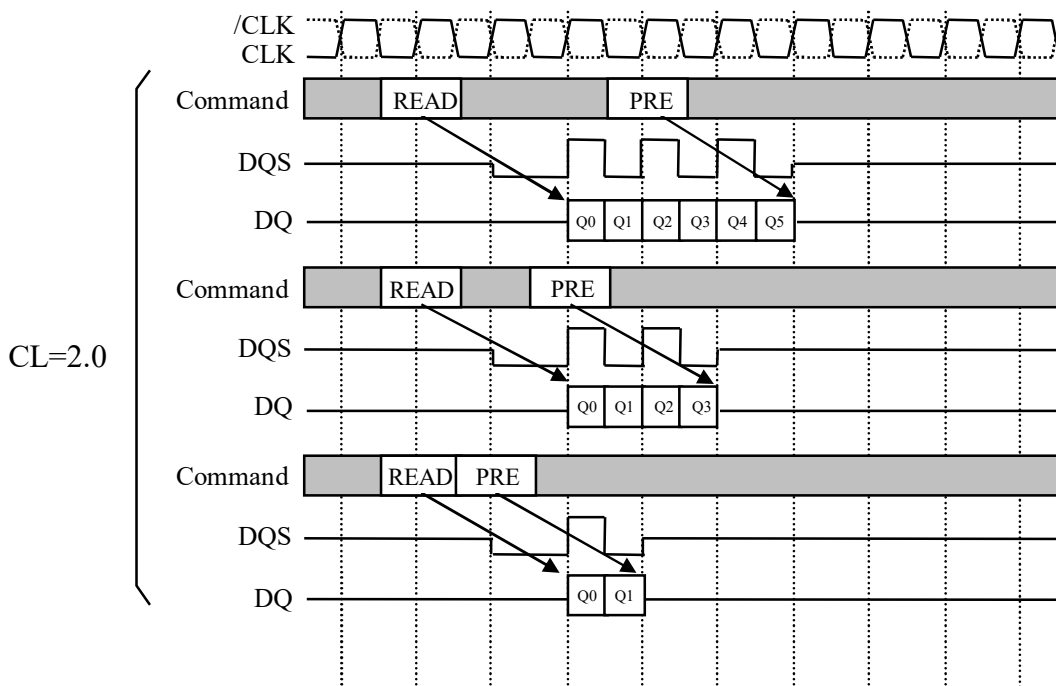 /CLK
CLK
Command READ PRE
DQS
DQ Q0 Q1 Q2 Q3 Q4 Q5
Command READ PRE
CL=2.0
DQS
DQ Q0 Q1 Q2 Q3
Command READ PRE
DQS
DQ Q0 Q1